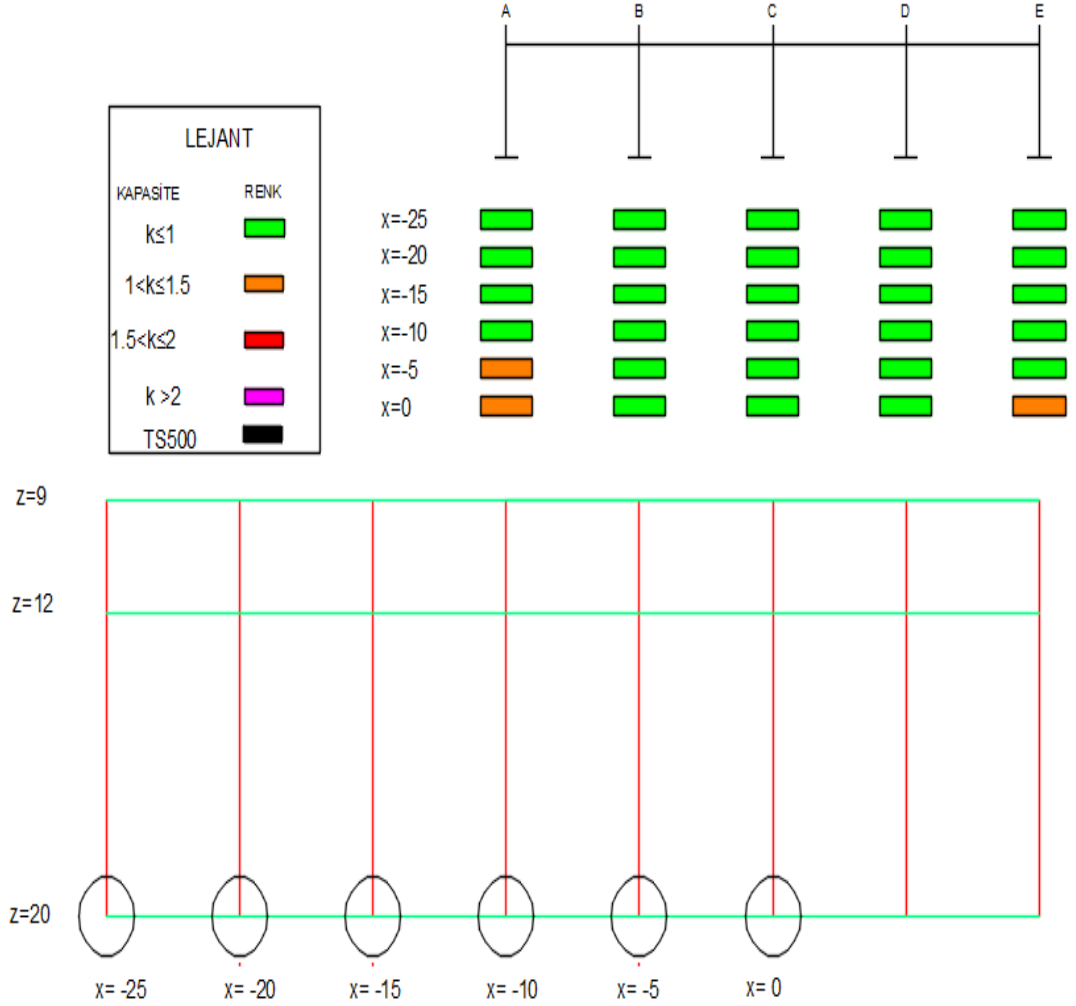 A B C D E
LEJANT
KAPASİTE RENK
k≤1
1<k≤1.5
1.5<k≤2
k >2
TS500
x=-25
x=-20
x=-15
x=-10
x=-5
x=0
z=9
z=12
z=20
x= -25 x= -20 x= -15 x= -10 x= -5 x= 0